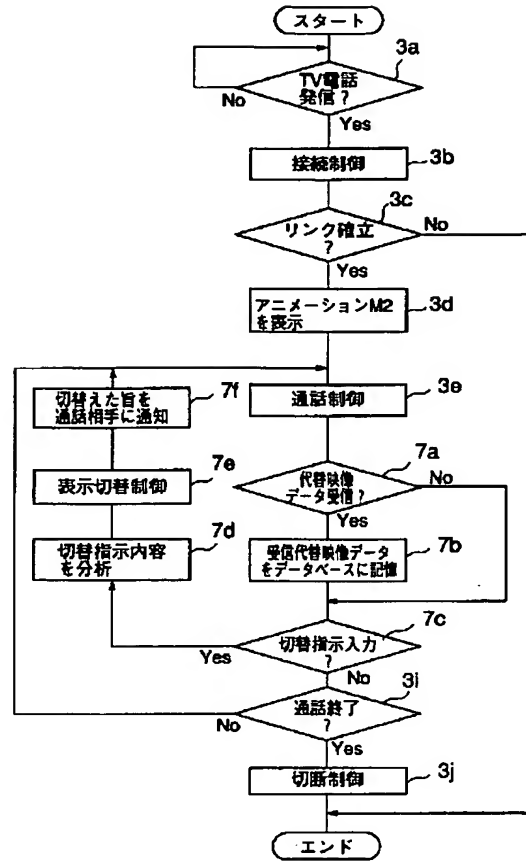 スタート
3a
TV電話
発信？
No
Yes
接続制御
3b
3c
リンク確立
？
No
Yes
アニメーションM2
を表示
3d
切替えた旨を
通話相手に通知
7f
通話制御
3e
表示切替制御
7e
代替映像
データ受信？
7a
No
Yes
切替指示内容
を分析
7d
受信代替映像データ
をデータベースに記憶
7b
切替指示入力
？
7c
Yes
No
通話終了
？
3i
No
Yes
切断制御
3j
エンド